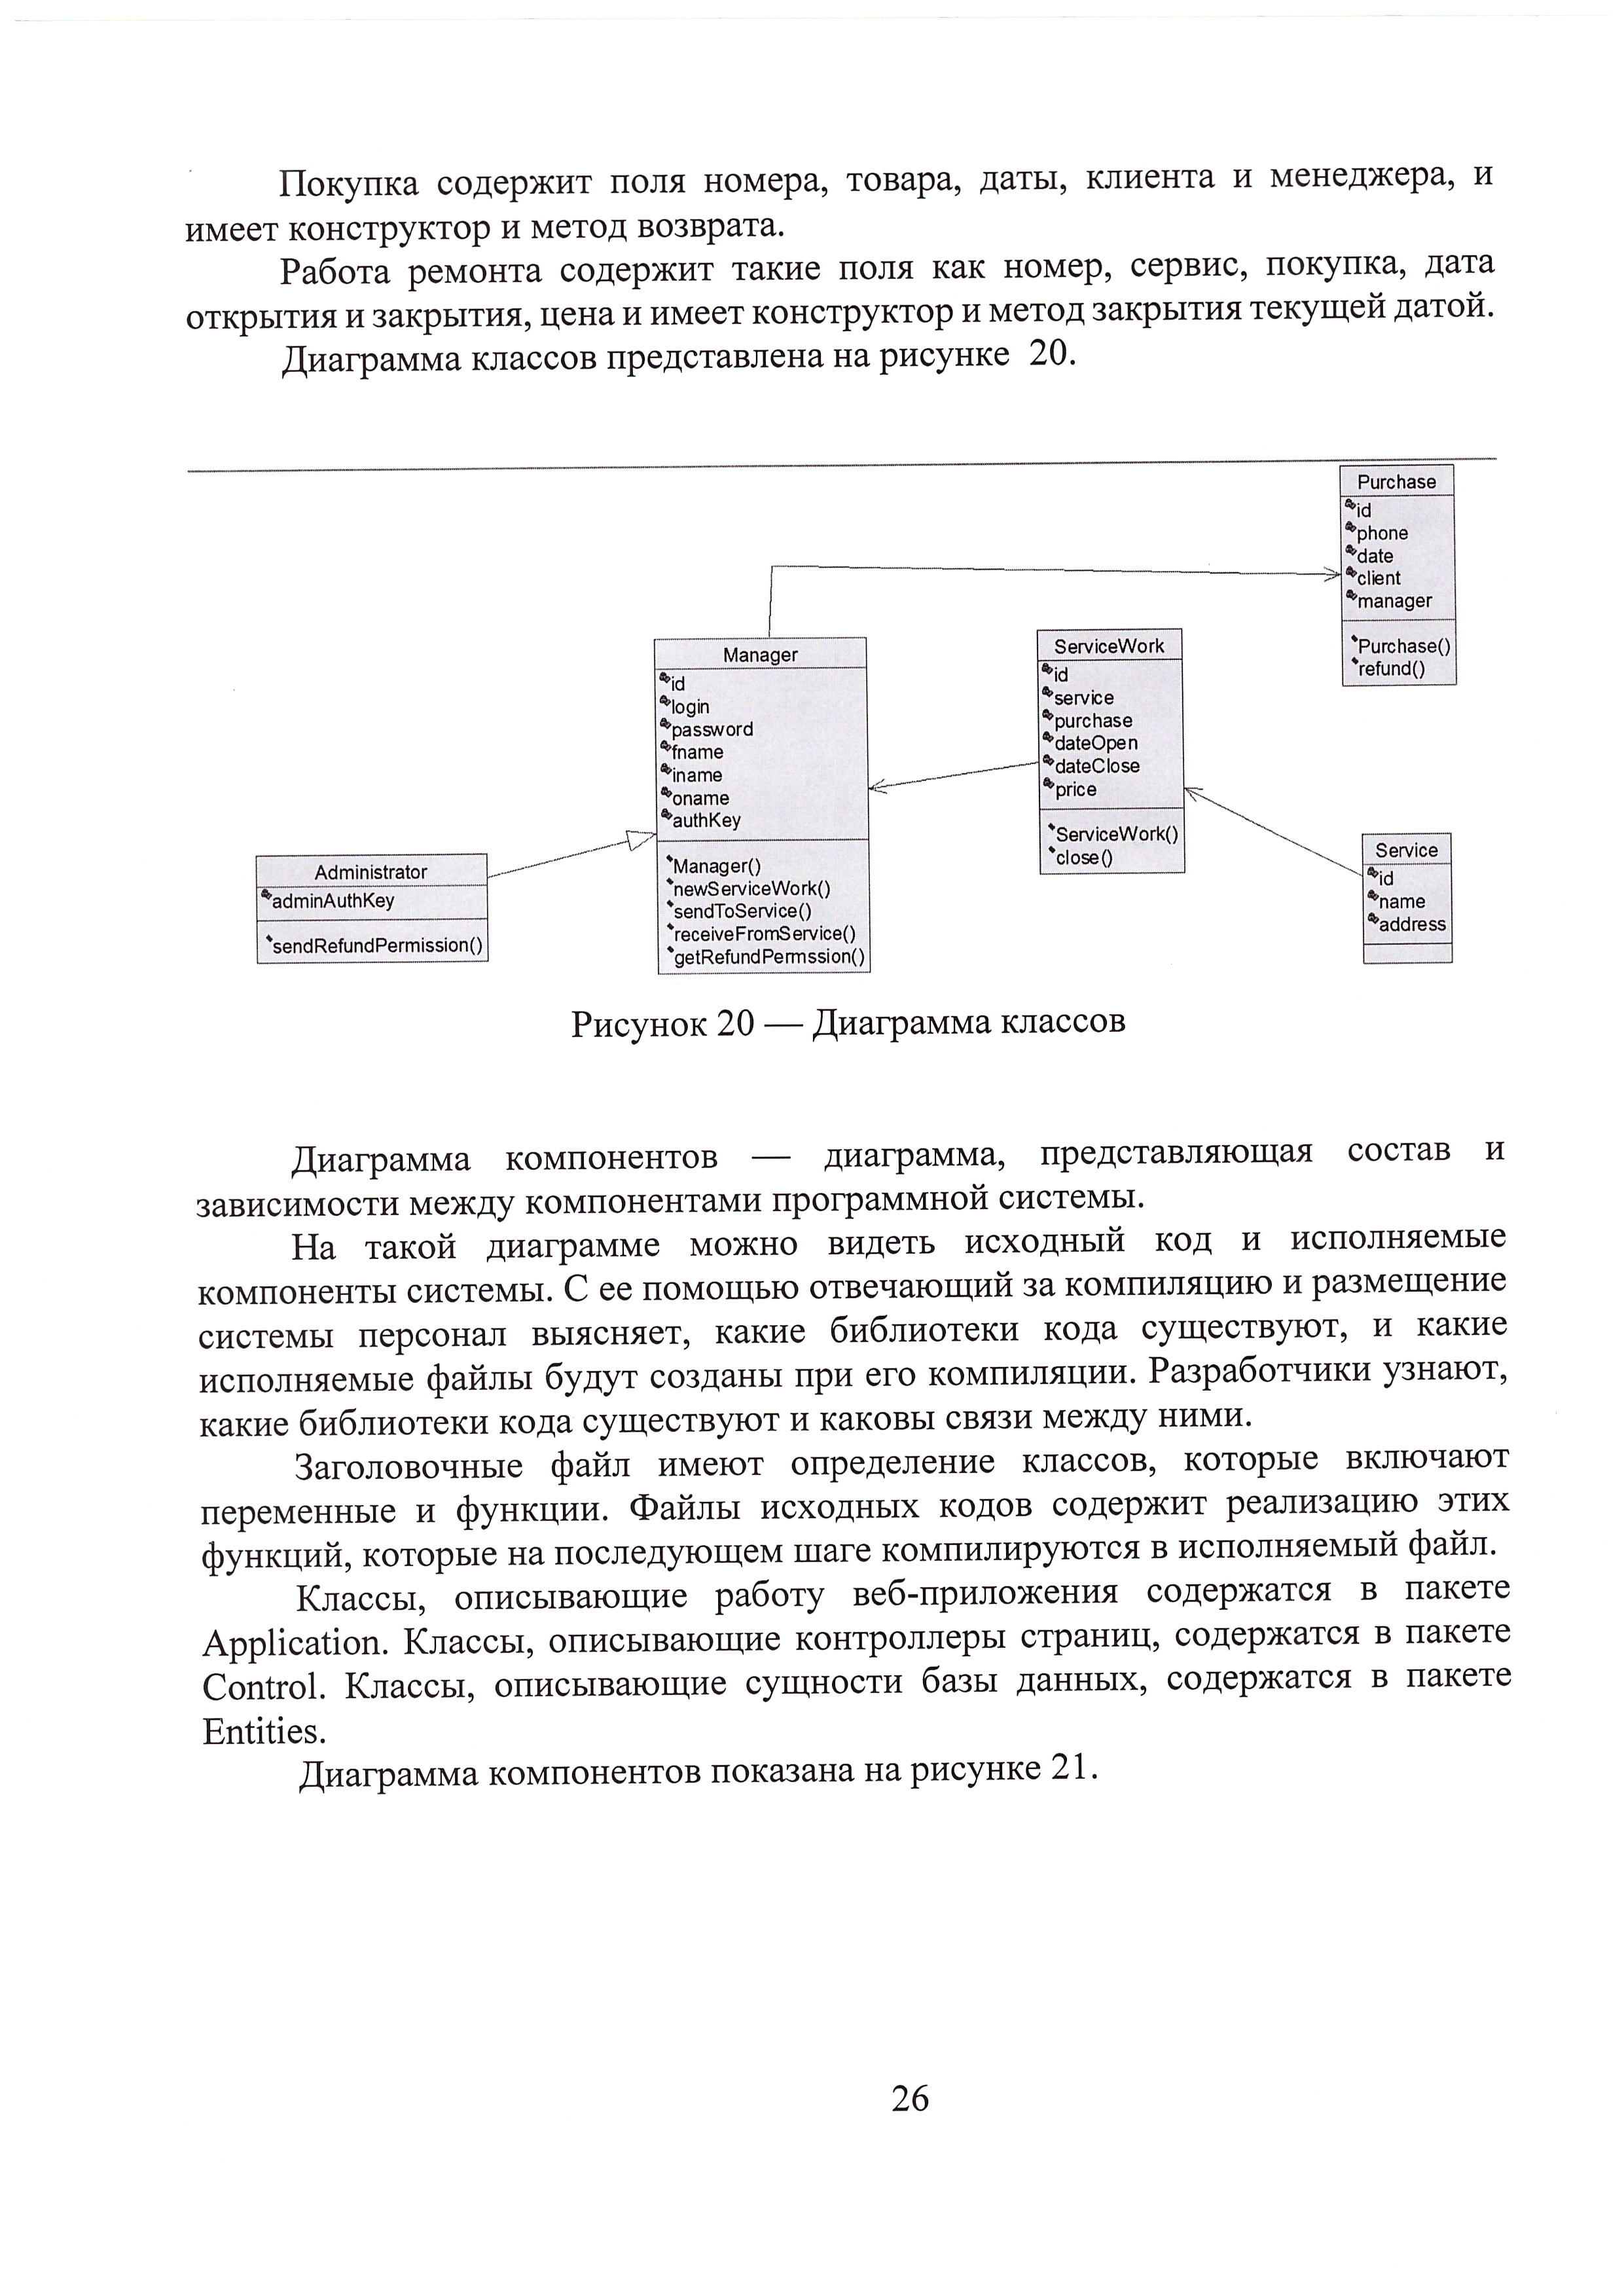 Покупка содержит поля номера, товара, даты, клиента и менеджера, и
имеет конструктор и метод возврата.
Работа ремонта содержит такие поля как номер, сервис, покупка, дата
открытия и закрытия, цена и имеет конструктор и метод закрытия текущей датой.
Диаграмма классов представлена на рисунке 20.
Purchase
id
phone
date
client
manager
Purchase()
refund()
Manager
id
login
password
fname
iname
oname
authKey
Manager()
newServiceWork()
sendToService()
receiveFromService()
getRefundPermssion()
ServiceWork
id
service
purchase
dateOpen
dateClose
price
ServiceWork()
close()
Service
id
name
address
Administrator
adminAuthKey
sendRefundPermission()
Рисунок 20 — Диаграмма классов
Диаграмма компонентов — диаграмма, представляющая состав и
зависимости между компонентами программной системы.
На такой диаграмме можно видеть исходный код и исполняемые
компоненты системы. С ее помощью отвечающий за компиляцию и размещение
системы персонал выясняет, какие библиотеки кода существуют, и какие
исполняемые файлы будут созданы при его компиляции. Разработчики узнают,
какие библиотеки кода существуют и каковы связи между ними.
Заголовочные файл имеют определение классов, которые включают
переменные и функции. Файлы исходных кодов содержит реализацию этих
функций, которые на последующем шаге компилируются в исполняемый файл.
Классы, описывающие работу веб-приложения содержатся в пакете
Application. Классы, описывающие контроллеры страниц, содержатся в пакете
Control. Классы, описывающие сущности базы данных, содержатся в пакете
Entities.
Диаграмма компонентов показана на рисунке 21.
26